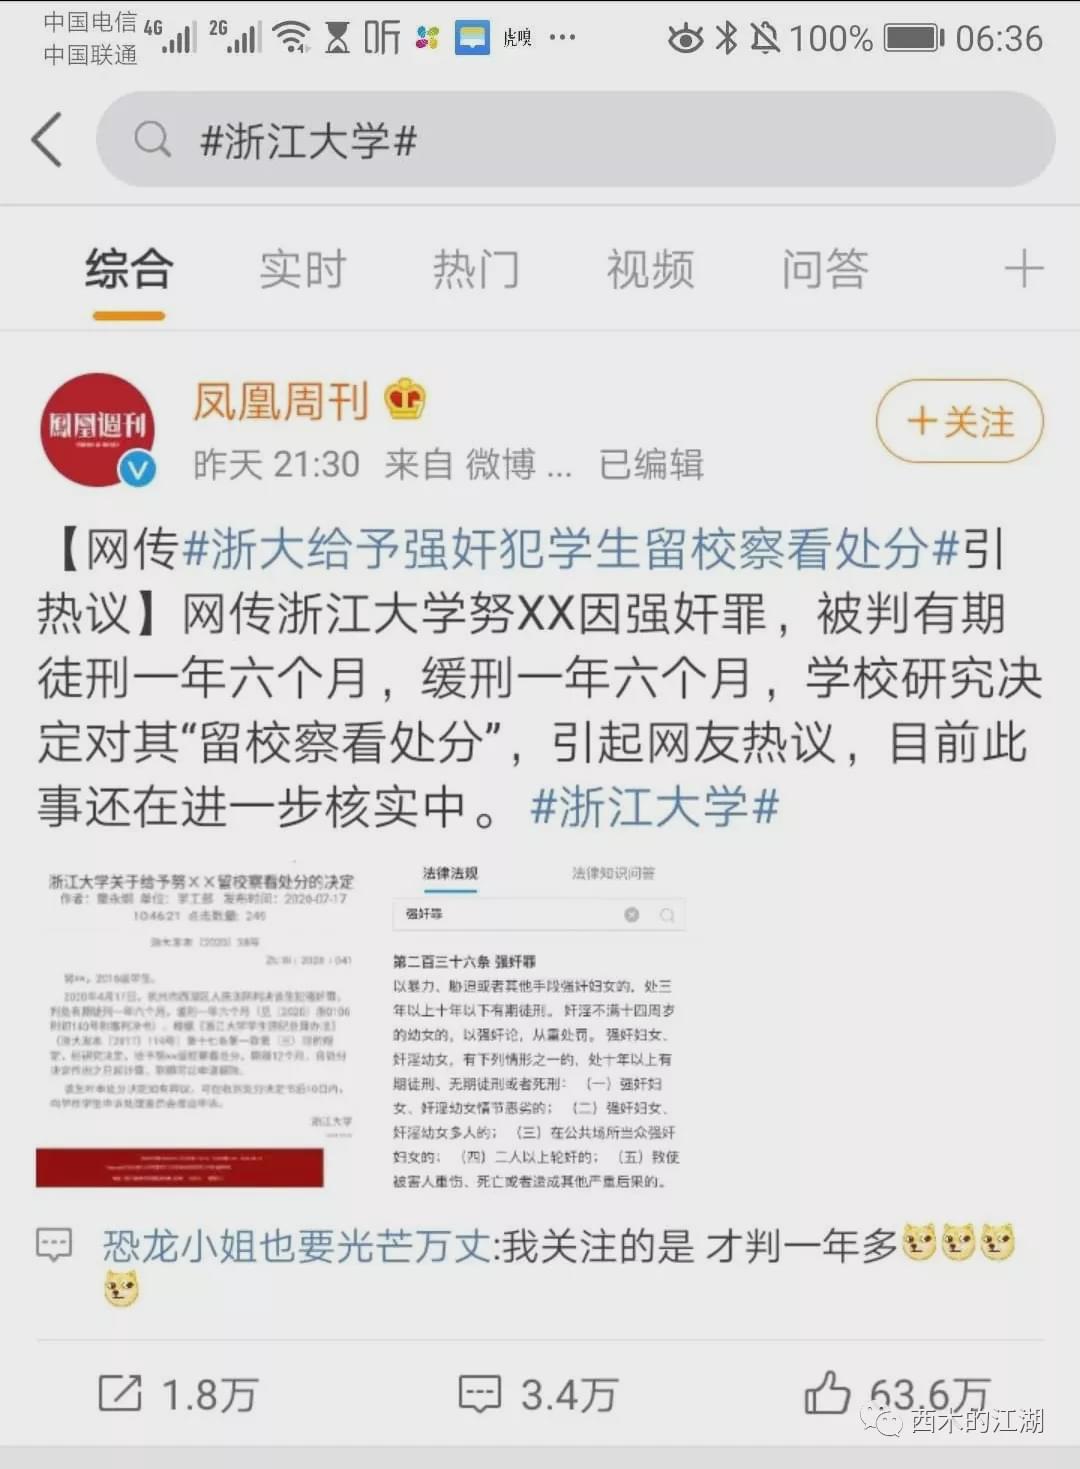 中国电信 4G 2G 听 虎嗅 ... 100% 06:36
中国联通
#浙江大学#
综合 实时 热门 视频 问答
凤凰周刊
鳳凰週刊
+关注
昨天 21:30 来自 微博 ... 已编辑
【网传#浙大给予强奸犯学生留校察看处分#引
热议】网传浙江大学努XX因强奸罪，被判有期
徒刑一年六个月，缓刑一年六个月，学校研究决
定对其“留校察看处分”，引起网友热议，目前此
事还在进一步核实中。#浙江大学#
浙江大学关于给予努XX留校察看处分的决定
单位：学工部 发布时间：2020-07-17
10:46:21 点击数量：246
浙江大学
法律法规 法律知识问答
强奸罪
第二百三十六条 强奸罪
以暴力、胁迫或者其他手段强奸妇女的，处三
年以上十年以下有期徒刑。 奸淫不满十四周岁
的幼女的，以强奸论，从重处罚。 强奸妇女、
奸淫幼女，有下列情形之一的，处十年以上有
期徒刑、无期徒刑或者死刑： （一）强奸妇
女、奸淫幼女情节恶劣的； （二）强奸妇女、
奸淫幼女多人的； （三）在公共场所当众强奸
妇女的； （四）二人以上轮奸的； （五）致使
被害人重伤、死亡或者造成其他严重后果的。
恐龙小姐也要光芒万丈:我关注的是 才判一年多
1.8万 3.4万 63.6万
西木的江湖